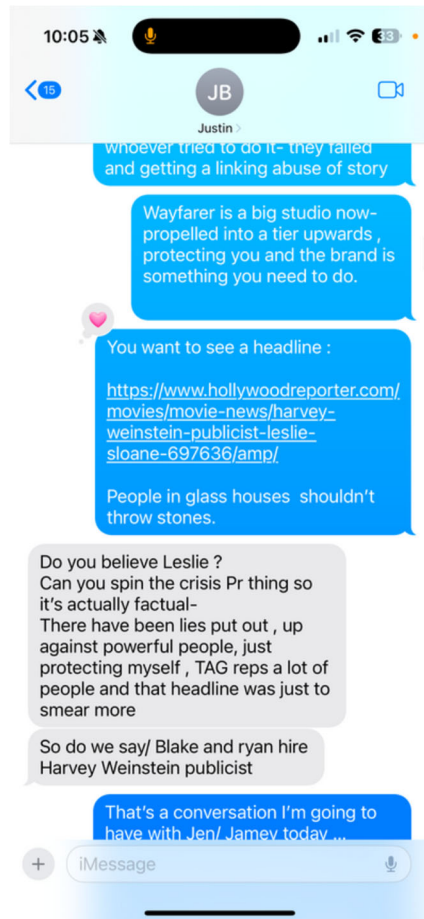 10:05
33
15
JB
Justin
whoever tried to do it- they failed
and getting a linking abuse of story
Wayfarer is a big studio now-
propelled into a tier upwards ,
protecting you and the brand is
something you need to do.
You want to see a headline :
https://www.hollywoodreporter.com/
movies/movie-news/harvey-
weinstein-publicist-leslie-
sloane-697636/amp/
People in glass houses  shouldn't
throw stones.
Do you believe Leslie ?
Can you spin the crisis Pr thing so
it's actually factual-
There have been lies put out , up
against powerful people, just
protecting myself , TAG reps a lot of
people and that headline was just to
smear more
So do we say/ Blake and ryan hire
Harvey Weinstein publicist
That's a conversation I'm going to
have with Jen/ Jamey today ...
iMessage